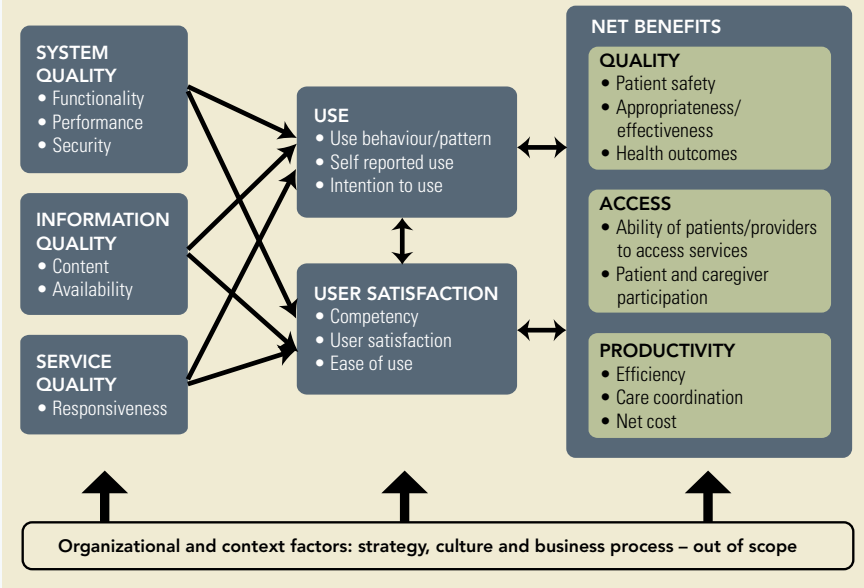 SYSTEM
QUALITY
• Functionality
• Performance
• Security
INFORMATION
QUALITY
• Content
• Availability
SERVICE
QUALITY
• Responsiveness
USE
• Use behaviour/pattern
• Self reported use
• Intention to use
USER SATISFACTION
• Competency
• User satisfaction
• Ease of use
NET BENEFITS
QUALITY
• Patient safety
• Appropriateness/
effectiveness
• Health outcomes
ACCESS
• Ability of patients/providers
to access services
• Patient and caregiver
participation
PRODUCTIVITY
• Efficiency
• Care coordination
• Net cost
Organizational and context factors: strategy, culture and business process – out of scope